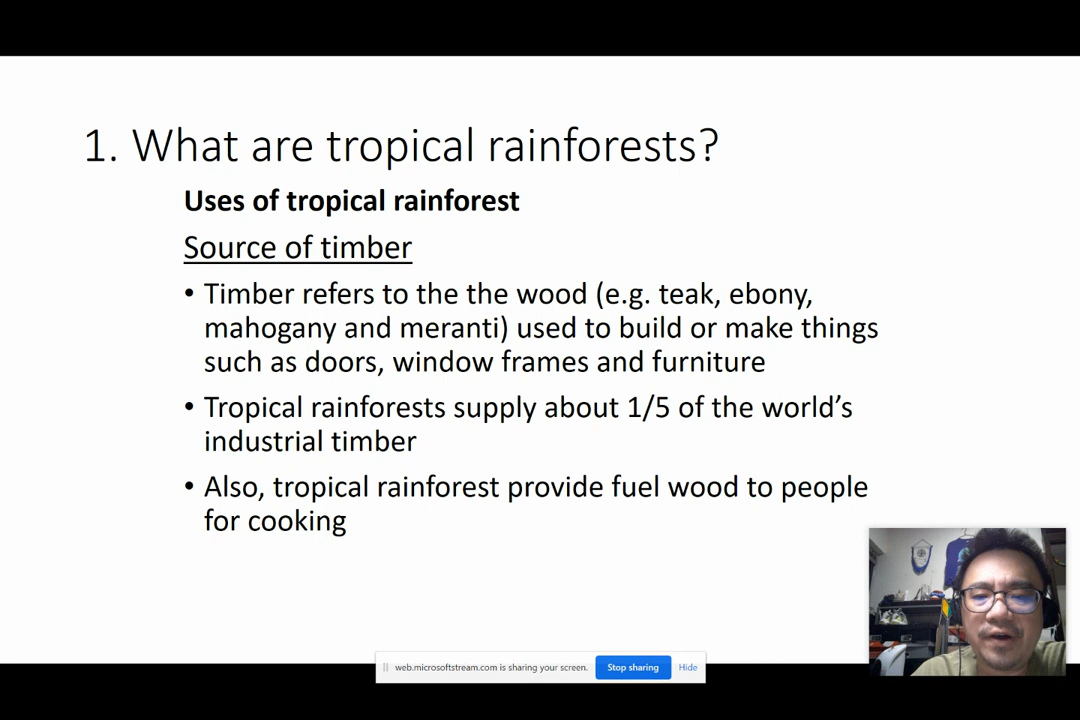 1. What are tropical rainforests?
Uses of tropical rainforest
Source of timber
• Timber refers to the the wood (e.g. teak, ebony,
mahogany and meranti) used to build or make things
such as doors, window frames and furniture
• Tropical rainforests supply about 1/5 of the world’s
industrial timber
• Also, tropical rainforest provide fuel wood to people
for cooking
web.microsoftstream.com is sharing your screen. Stop sharing Hide